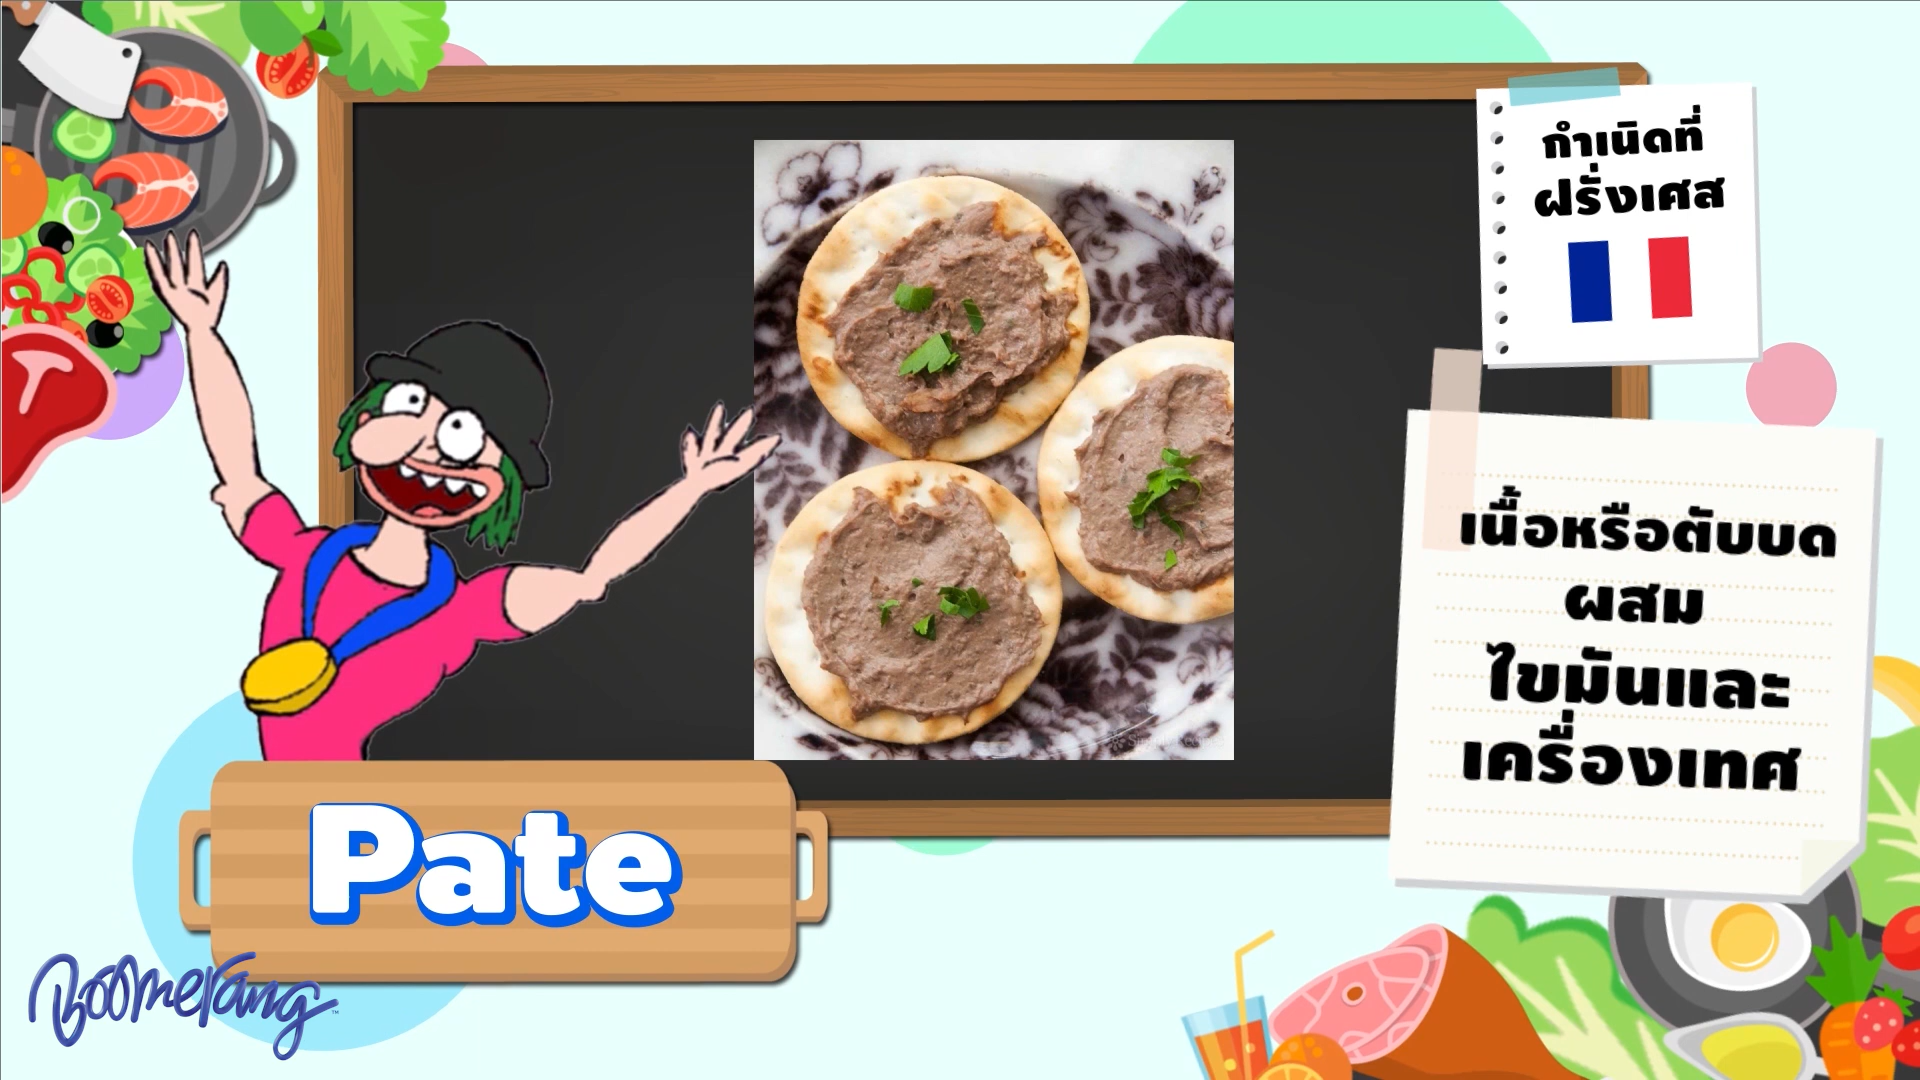 กำเนิดที่
ฝรั่งเศส
เนื้อหรือตับบด
ผสม
ไขมันและ
เครื่องเทศ
Pate
Boomerang